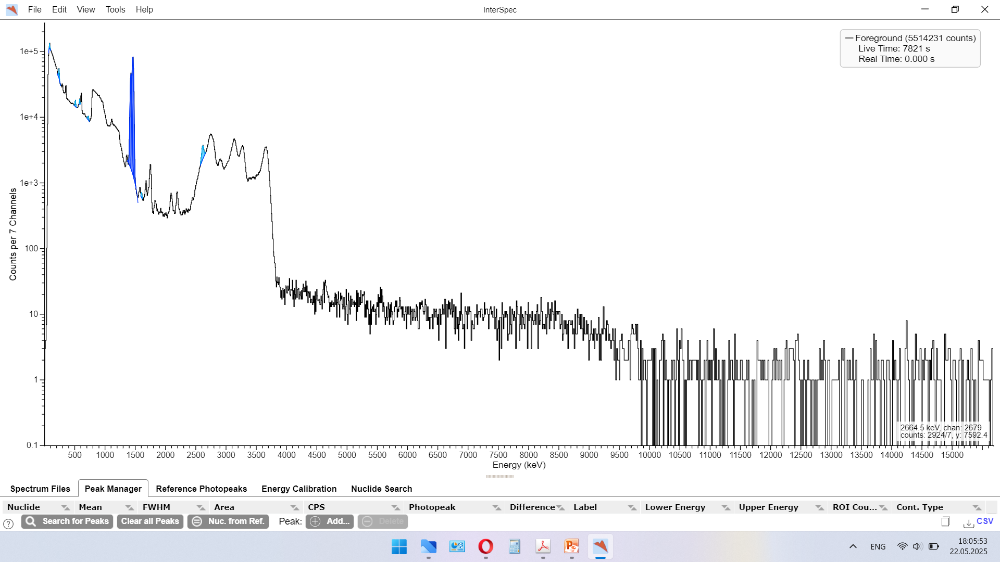 File Edit View Tools Help
InterSpec
Foreground (5514231 counts)
Live Time: 7821 s
Real Time: 0.000 s
Counts per 7 Channels
1e+5
1e+4
1e+3
100
10
1
0.1
500 1000 1500 2000 2500 3000 3500 4000 4500 5000 5500 6000 6500 7000 7500 8000 8500 9000 9500 10000 10500 11000 11500 12000 12500 13000 13500 14000 14500 15000
Energy (keV)
2664.5 keV, chan: 2679
counts: 2924/7, y: 7592.4
Spectrum Files Peak Manager Reference Photopeaks Energy Calibration Nuclide Search
Nuclide Mean FWHM Area CPS Photopeak Difference Label Lower Energy Upper Energy ROI Cou... Cont. Type
? Search for Peaks Clear all Peaks Nuc. from Ref. Peak: Add... Delete CSV
ENG
18:05:53
22.05.2025